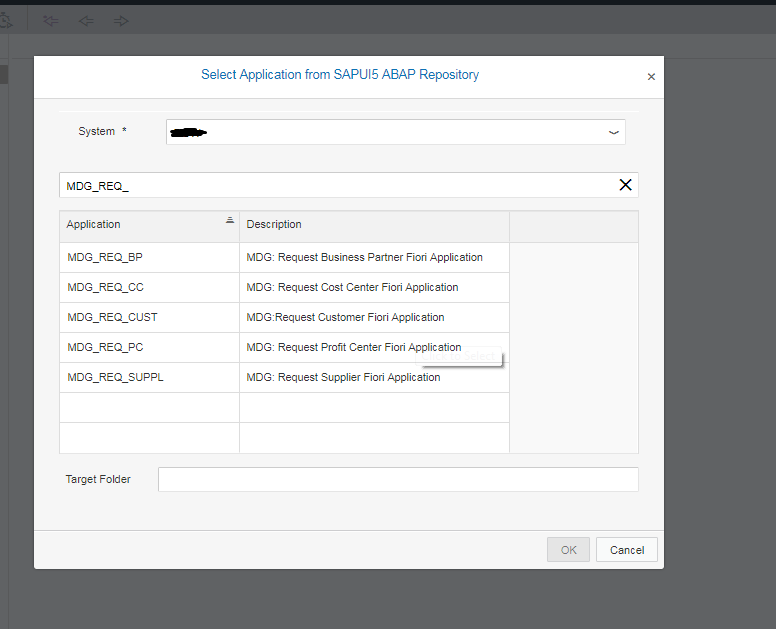 Select Application from SAPUI5 ABAP Repository
×
System *
MDG_REQ_
Application Description
MDG_REQ_BP MDG: Request Business Partner Fiori Application
MDG_REQ_CC MDG: Request Cost Center Fiori Application
MDG_REQ_CUST MDG:Request Customer Fiori Application
MDG_REQ_PC MDG: Request Profit Center Fiori Application
MDG_REQ_SUPPL MDG: Request Supplier Fiori Application
Target Folder
OK Cancel